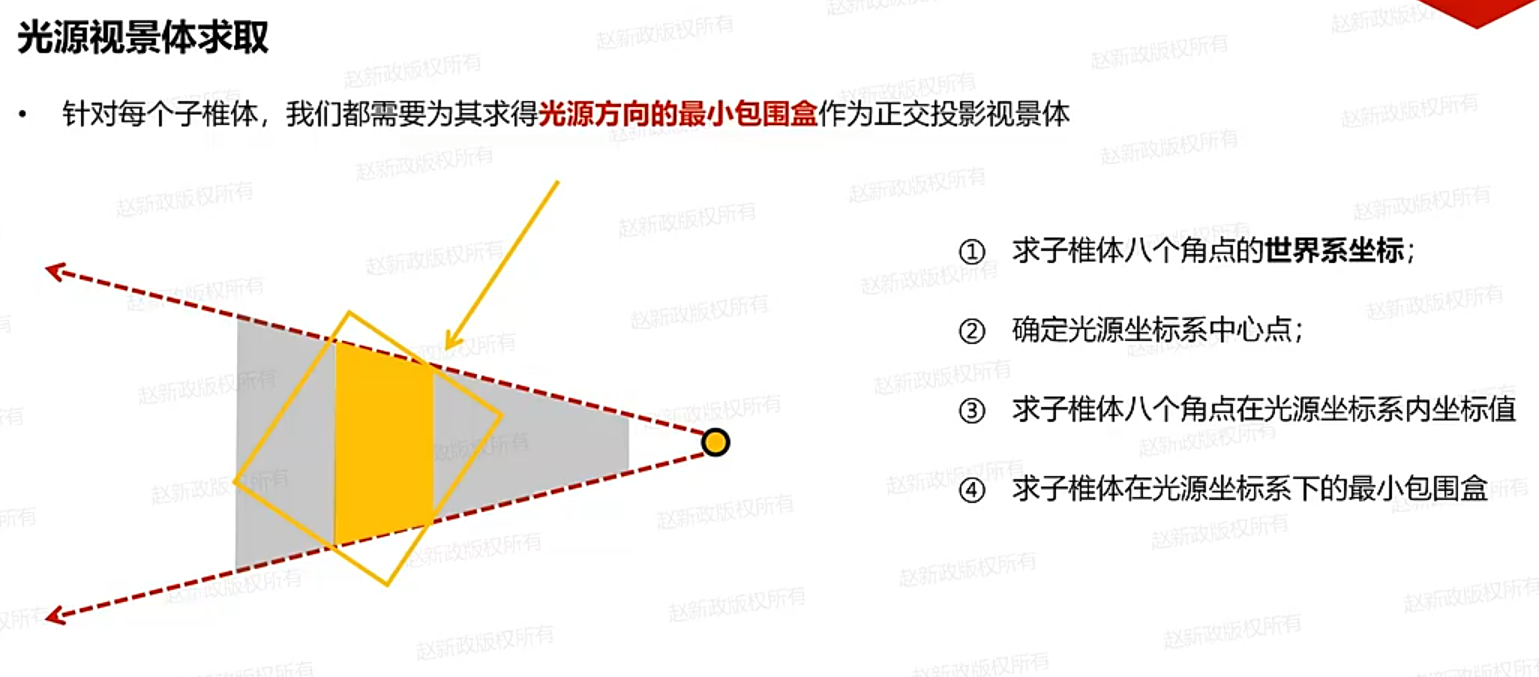 光源视景体求取
• 针对每个子椎体，我们都需要为其求得光源方向的最小包围盒作为正交投影视景体
① 求子椎体八个角点的世界系坐标；
② 确定光源坐标系中心点；
③ 求子椎体八个角点在光源坐标系内坐标值
④ 求子椎体在光源坐标系下的最小包围盒
赵新政版权所有